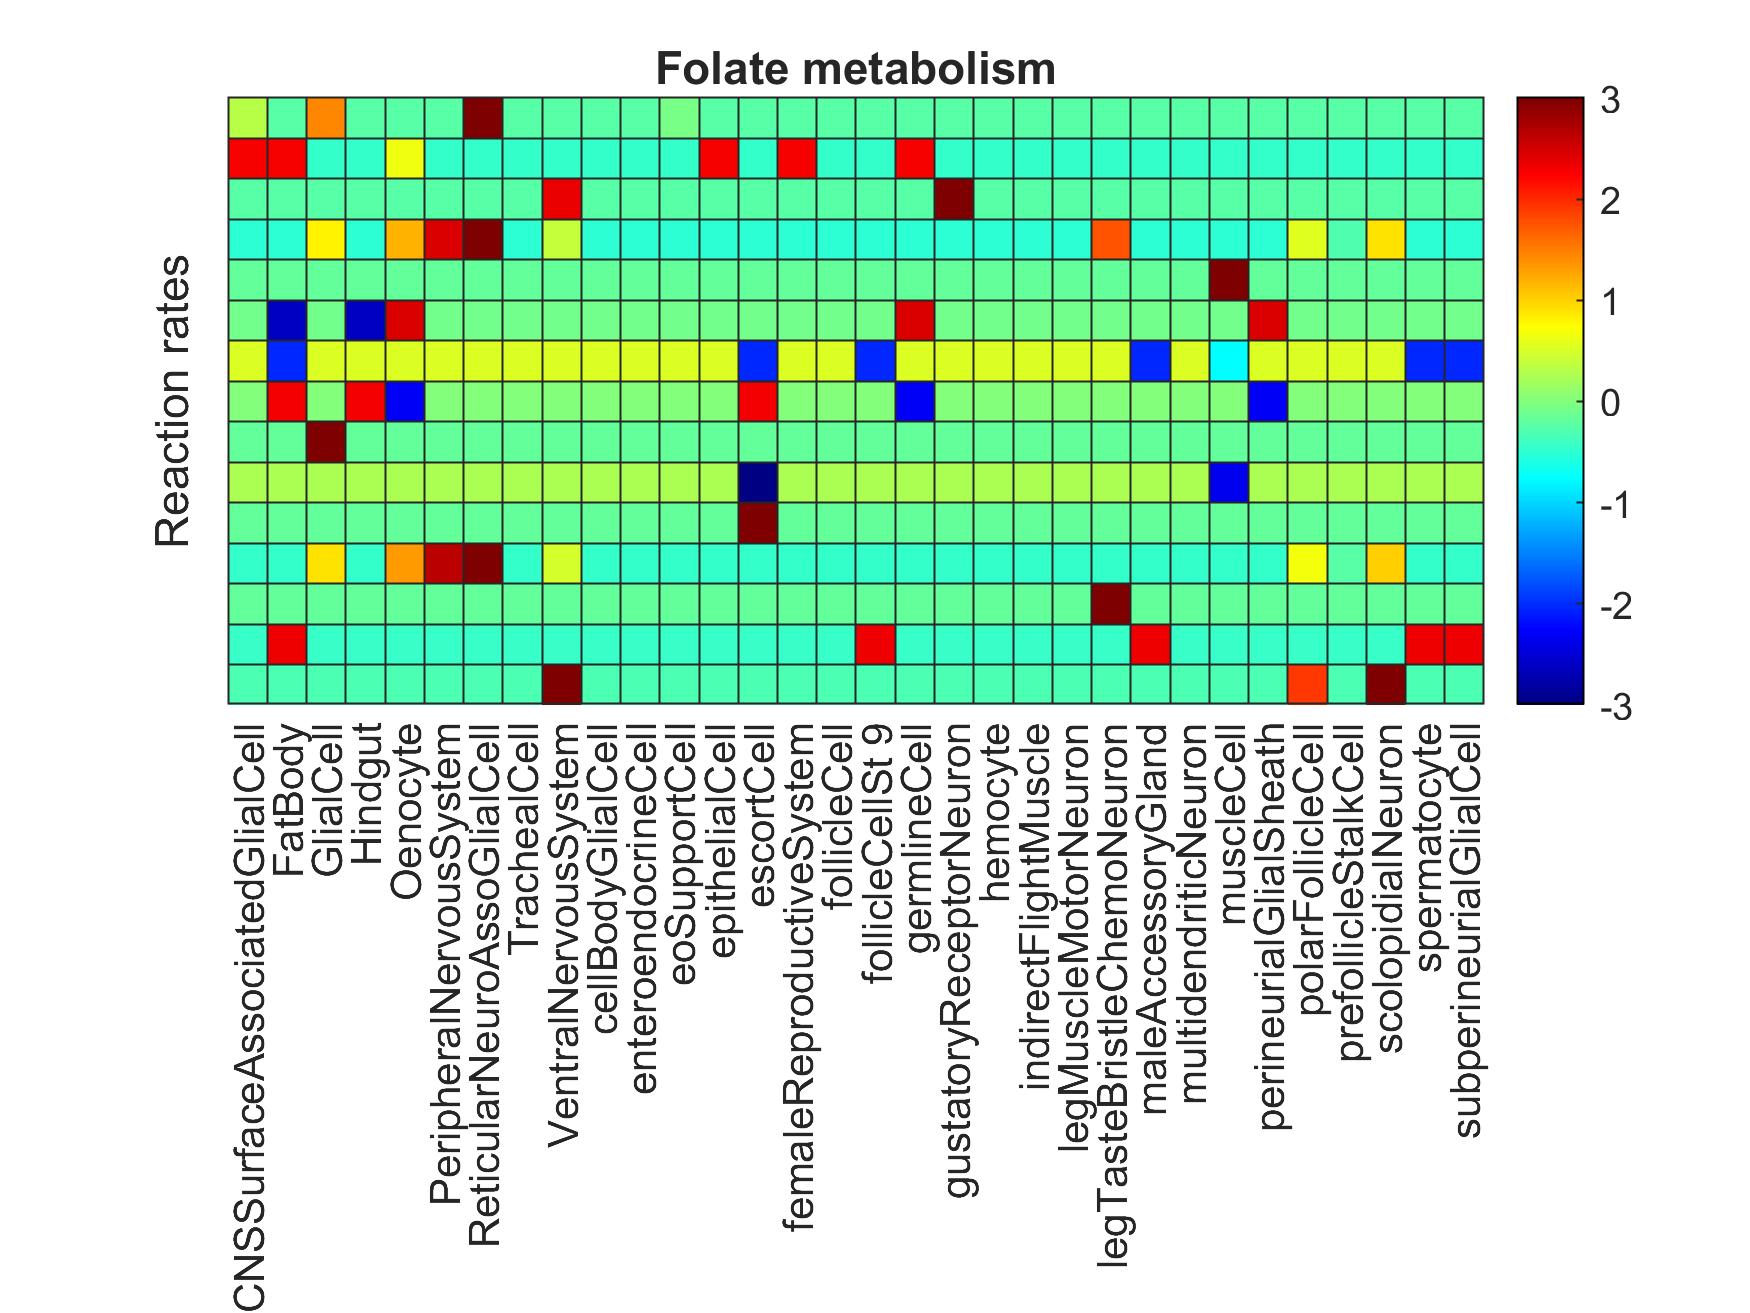 Folate metabolism
Reaction rates
3
2
1
0
-1
-2
-3
CNSSurfaceAssociatedGlialCell
FatBody
GlialCell
Hindgut
Oenocyte
PeripheralNervousSystem
ReticularNeuroAssoGlialCell
TrachealCell
VentralNervousSystem
cellBodyGlialCell
enteroendocrineCell
eoSupportCell
epithelialCell
escortCell
femaleReproductiveSystem
follicleCell
follicleCellSt 9
germlineCell
gustatoryReceptorNeuron
hemocyte
indirectFlightMuscle
legMuscleMotorNeuron
legTasteBristleChemoNeuron
maleAccessoryGland
multidendriticNeuron
muscleCell
perineurialGlialSheath
polarFollicleCell
prefollicleStalkCell
scolopidialNeuron
spermatocyte
subperineurialGlialCell